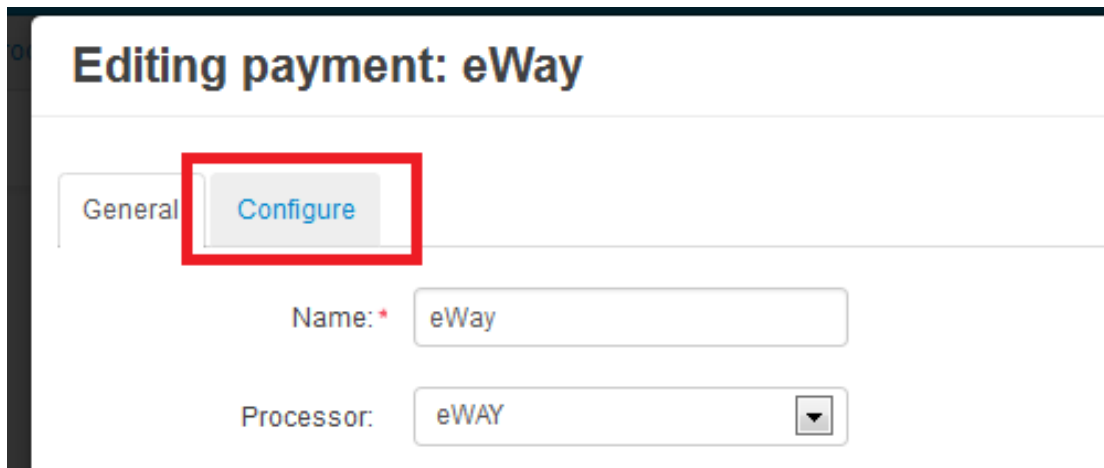 Editing payment: eWay
General
Configure
Name: *
eWay
Processor:
eWAY